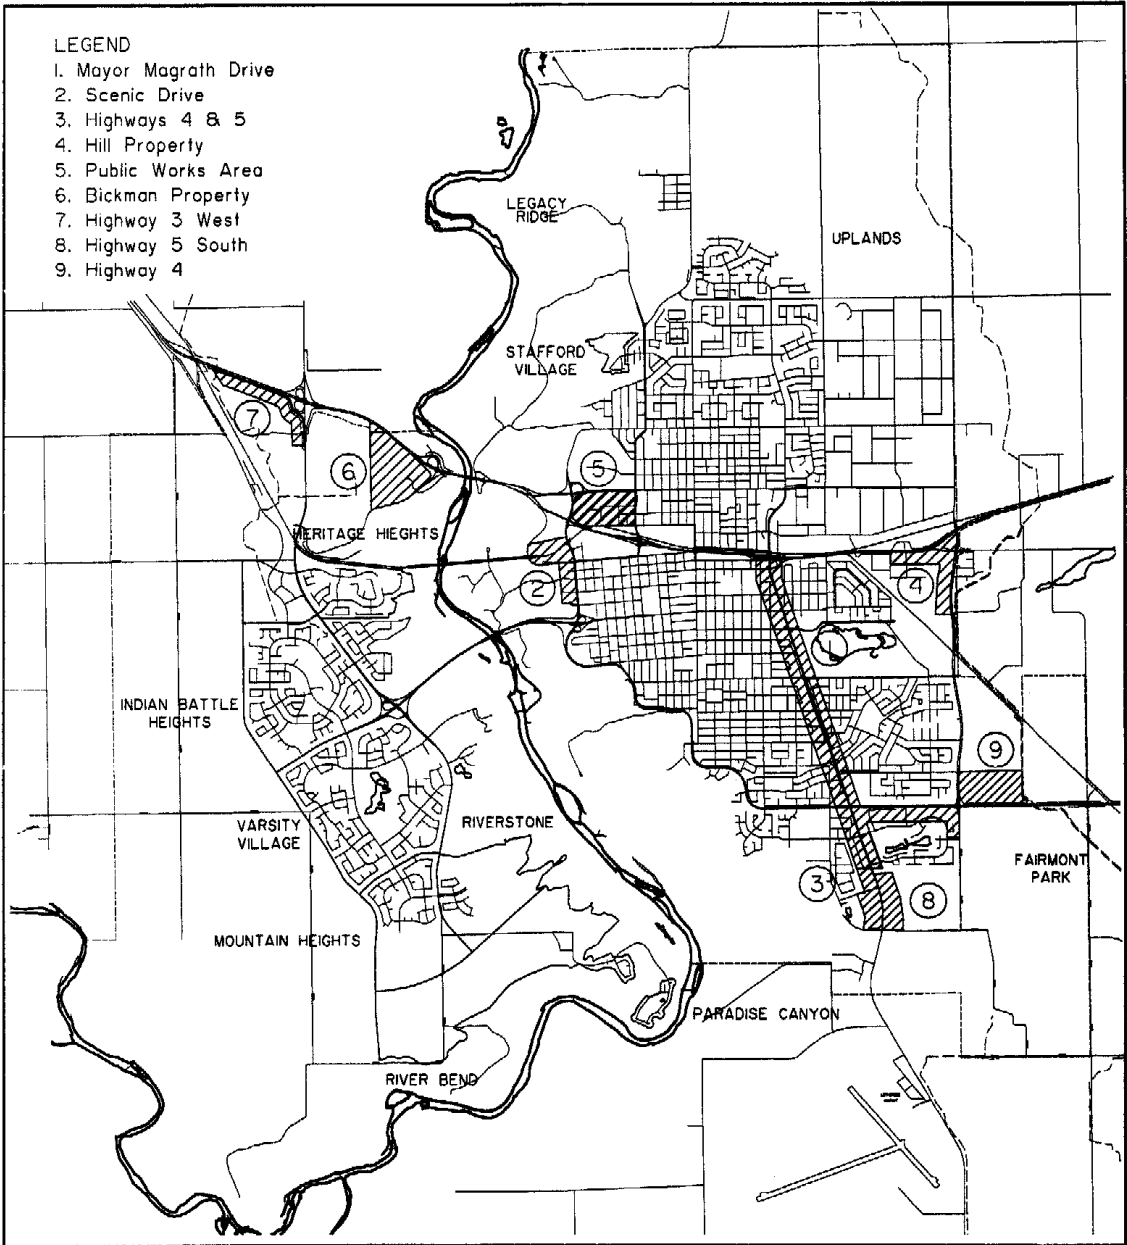 LEGEND
1. Mayor Magrath Drive
2. Scenic Drive
3. Highways 4 & 5
4. Hill Property
5. Public Works Area
6. Bickman Property
7. Highway 3 West
8. Highway 5 South
9. Highway 4
LEGACY
RIDGE
UPLANDS
STAFFORD
VILLAGE
7
6
5
HERITAGE HIEGHTS
2
4
1
INDIAN BATTLE
HEIGHTS
9
VARSITY
VILLAGE
RIVERSTONE
FAIRMONT
PARK
3
8
MOUNTAIN HEIGHTS
PARADISE CANYON
RIVER BEND